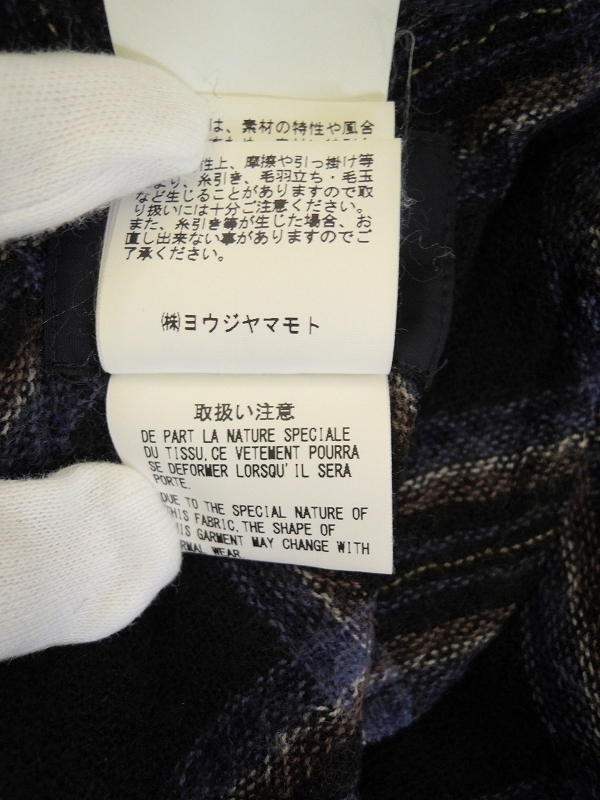 は、素材の特性や風合
性上、摩擦や引っ掛け等
より、糸引き、毛羽立ち・毛玉
など生じることがありますので取
り扱いには十分ご注意ください。
また、糸引き等が生じた場合、お
直し出来ない事がありますのでご
了承ください。
㈱ヨウジヤマモト
取扱い注意
DE PART LA NATURE SPECIALE
DU TISSU,CE VETEMENT POURRA
SE DEFORMER LORSQU'IL SERA
PORTE.
DUE TO THE SPECIAL NATURE OF
THIS FABRIC,THE SHAPE OF
THIS GARMENT MAY CHANGE WITH
NORMAL WEAR